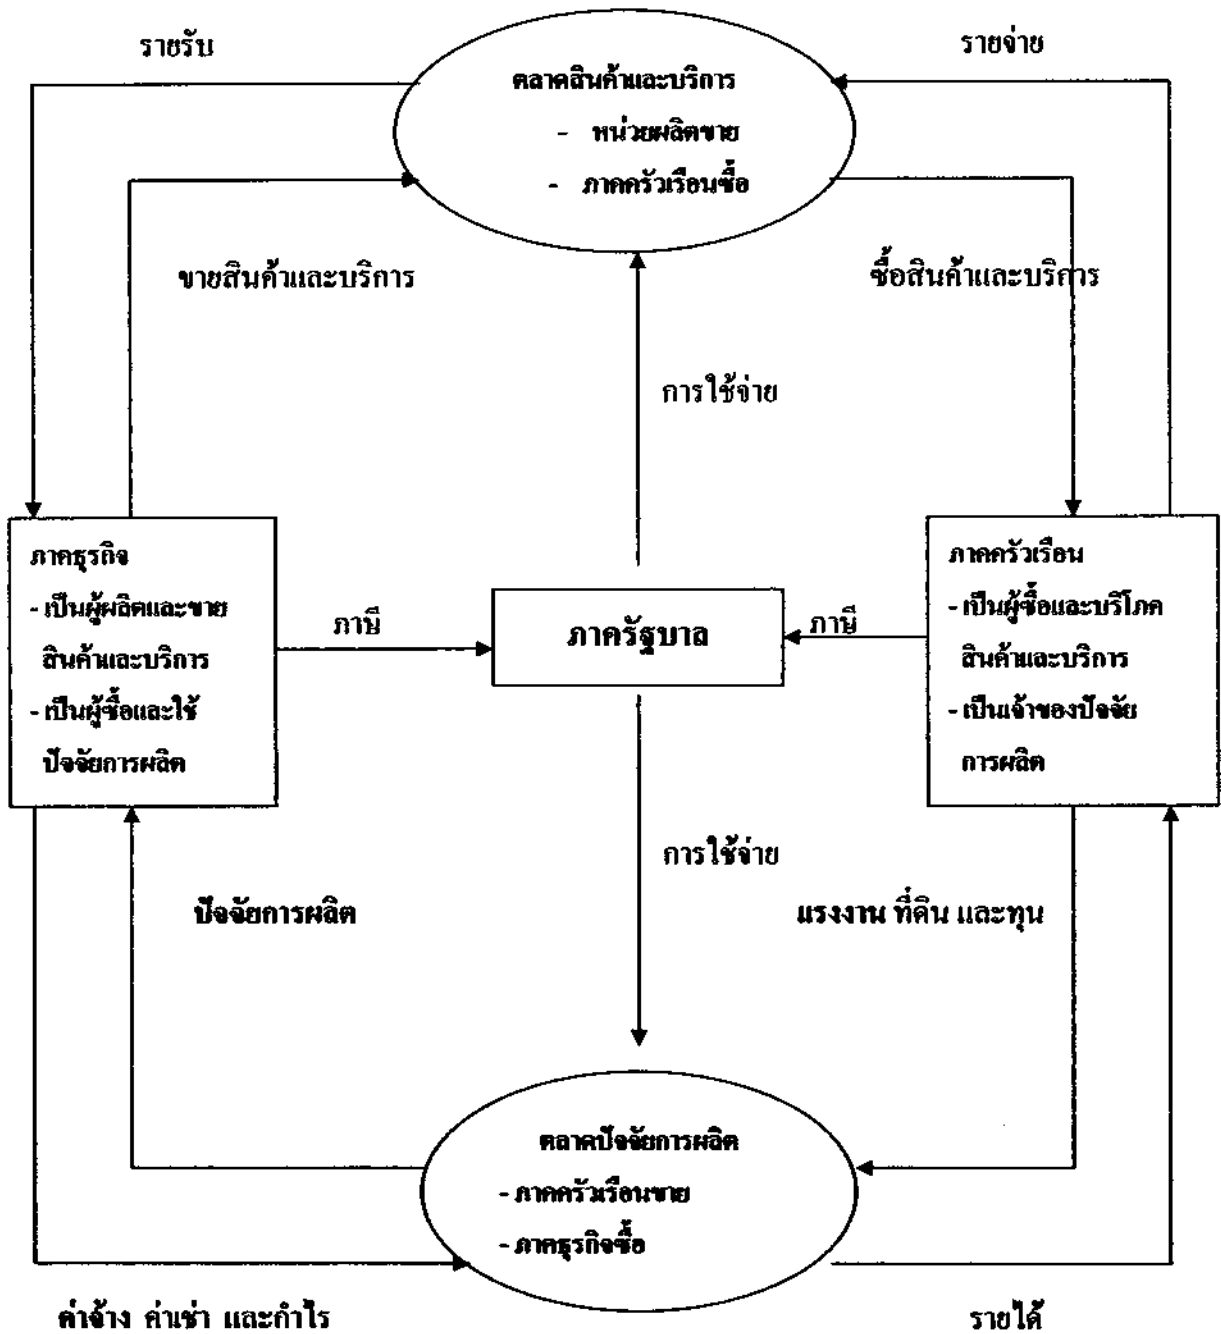 รายรับ
รายจ่าย
ตลาดสินค้าและบริการ
- หน่วยผลิตขาย
- ภาคครัวเรือนซื้อ
ขายสินค้าและบริการ
ซื้อสินค้าและบริการ
การใช้จ่าย
ภาคธุรกิจ
- เป็นผู้ผลิตและขาย
สินค้าและบริการ
- เป็นผู้ซื้อและใช้
ปัจจัยการผลิต
ภาษี
ภาครัฐบาล
ภาษี
ภาคครัวเรือน
- เป็นผู้ซื้อและบริโภค
สินค้าและบริการ
- เป็นเจ้าของปัจจัย
การผลิต
การใช้จ่าย
ปัจจัยการผลิต
แรงงาน ที่ดิน และทุน
ตลาดปัจจัยการผลิต
- ภาคครัวเรือนขาย
- ภาคธุรกิจซื้อ
ค่าจ้าง ค่าเช่า และกำไร
รายได้